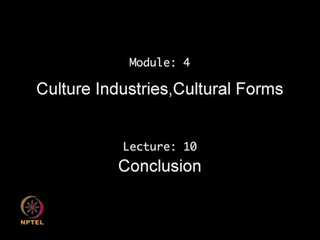 Module: 4
Culture Industries,Cultural Forms
Lecture: 10
Conclusion
NPTEL